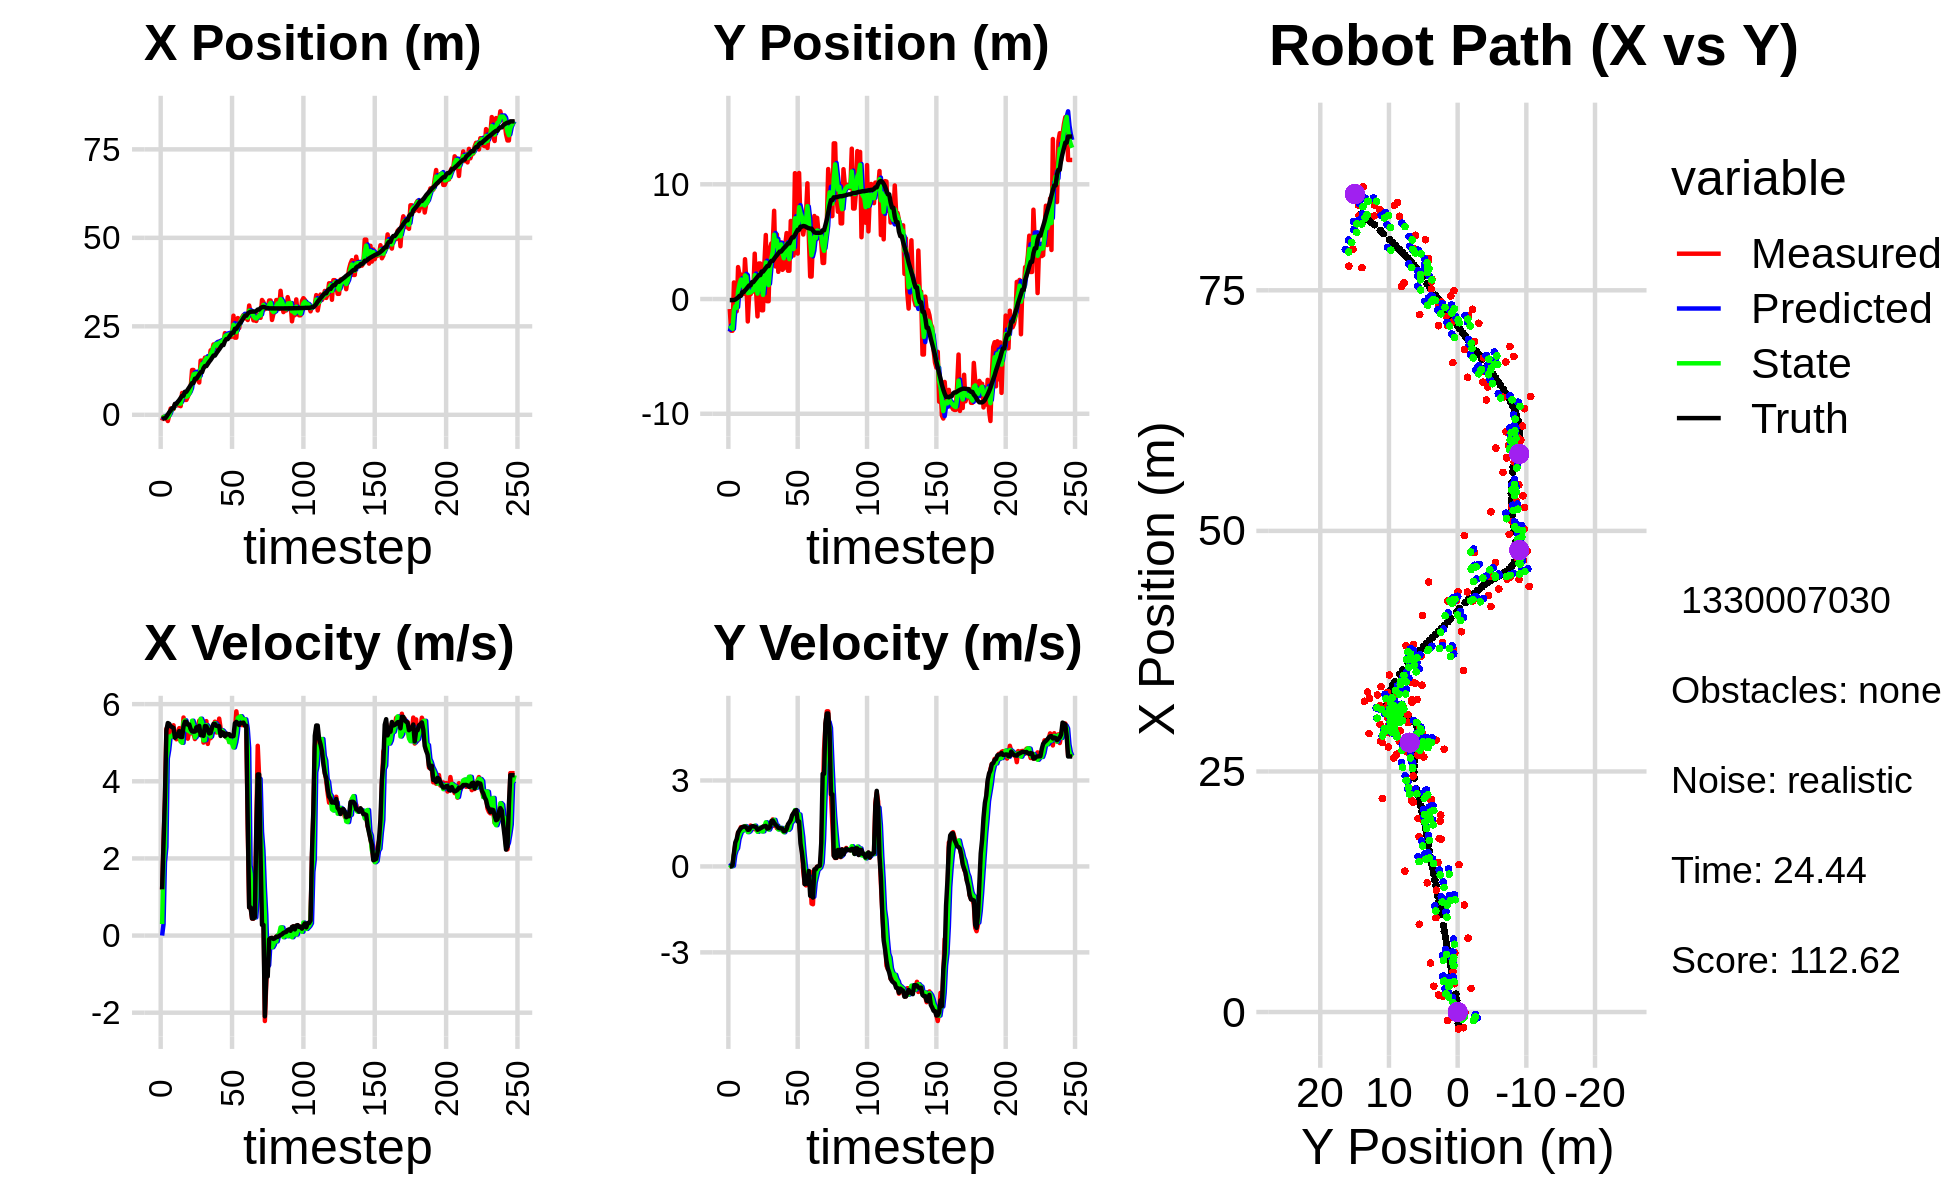 X Position (m)
75
50
25
0
0 50 100 150 200 250
timestep
Y Position (m)
10
0
-10
0 50 100 150 200 250
timestep
X Velocity (m/s)
6
4
2
0
-2
0 50 100 150 200 250
timestep
Y Velocity (m/s)
3
0
-3
0 50 100 150 200 250
timestep
Robot Path (X vs Y)
X Position (m)
75
50
25
0
20 10 0 -10 -20
Y Position (m)
variable
Measured
Predicted
State
Truth
1330007030
Obstacles: none
Noise: realistic
Time: 24.44
Score: 112.62